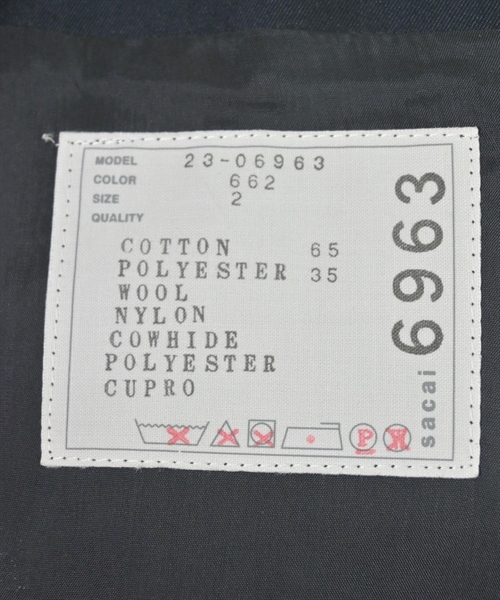 MODEL 23-06963
COLOR 662
SIZE 2
QUALITY
COTTON 65
POLYESTER 35
WOOL
NYLON
COWHIDE
POLYESTER
CUPRO
P W
sacai 6963